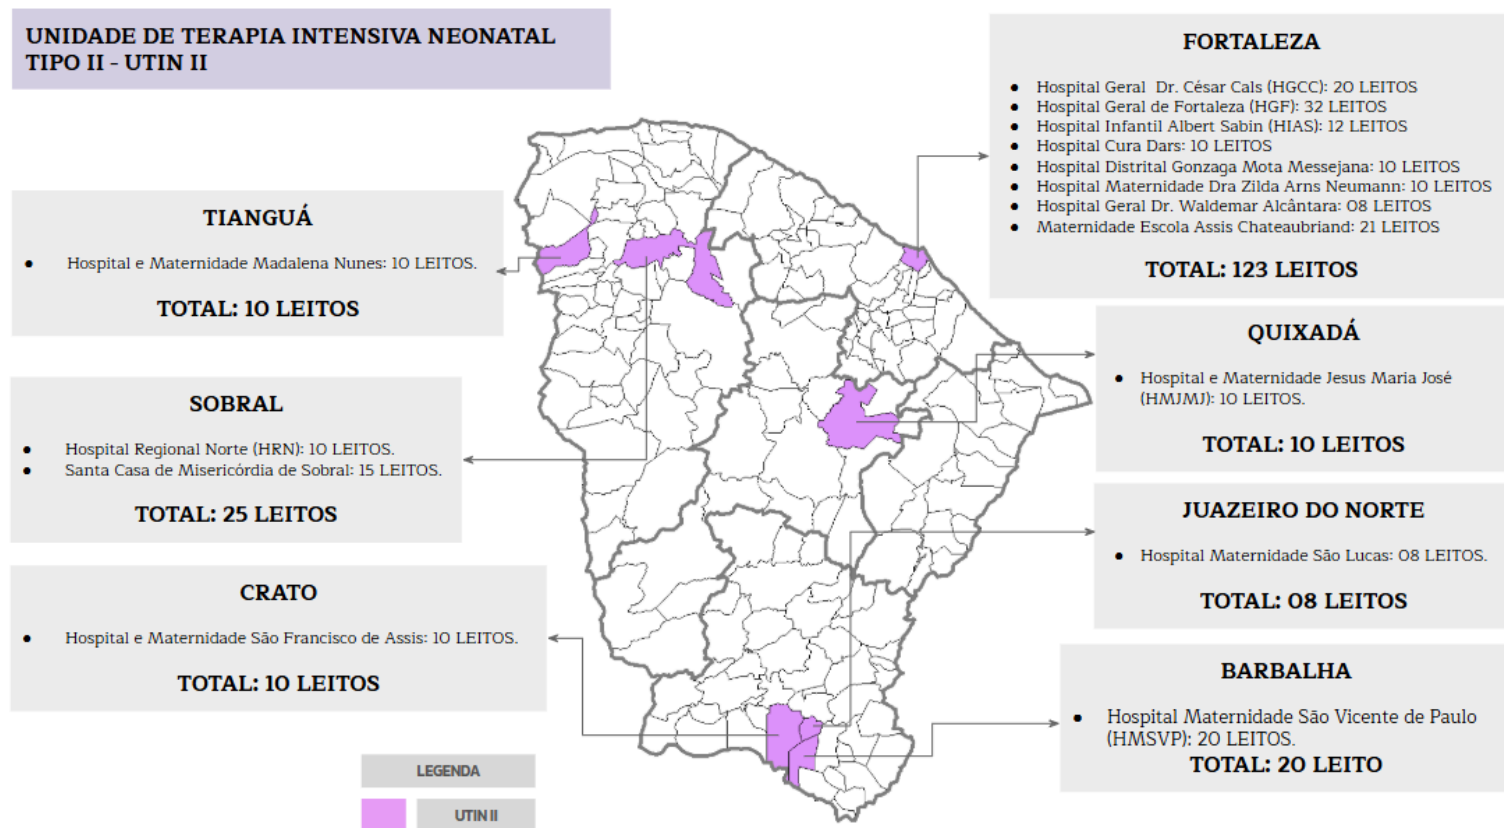 UNIDADE DE TERAPIA INTENSIVA NEONATAL
TIPO II - UTIN II
TIANGUÁ
● Hospital e Maternidade Madalena Nunes: 10 LEITOS.
TOTAL: 10 LEITOS
SOBRAL
● Hospital Regional Norte (HRN): 10 LEITOS.
● Santa Casa de Misericórdia de Sobral: 15 LEITOS.
TOTAL: 25 LEITOS
CRATO
● Hospital e Maternidade São Francisco de Assis: 10 LEITOS.
TOTAL: 10 LEITOS
LEGENDA
UTIN II
FORTALEZA
● Hospital Geral Dr. César Cals (HGCC): 20 LEITOS
● Hospital Geral de Fortaleza (HGF): 32 LEITOS
● Hospital Infantil Albert Sabin (HIAS): 12 LEITOS
● Hospital Cura Dars: 10 LEITOS
● Hospital Distrital Gonzaga Mota Messejana: 10 LEITOS
● Hospital Maternidade Dra Zilda Arns Neumann: 10 LEITOS
● Hospital Geral Dr. Waldemar Alcântara: 08 LEITOS
● Maternidade Escola Assis Chateaubriand: 21 LEITOS
TOTAL: 123 LEITOS
QUIXADÁ
● Hospital e Maternidade Jesus Maria José
(HMJMJ): 10 LEITOS.
TOTAL: 10 LEITOS
JUAZEIRO DO NORTE
● Hospital Maternidade São Lucas: 08 LEITOS.
TOTAL: 08 LEITOS
BARBALHA
● Hospital Maternidade São Vicente de Paulo
(HMSVP): 20 LEITOS.
TOTAL: 20 LEITO